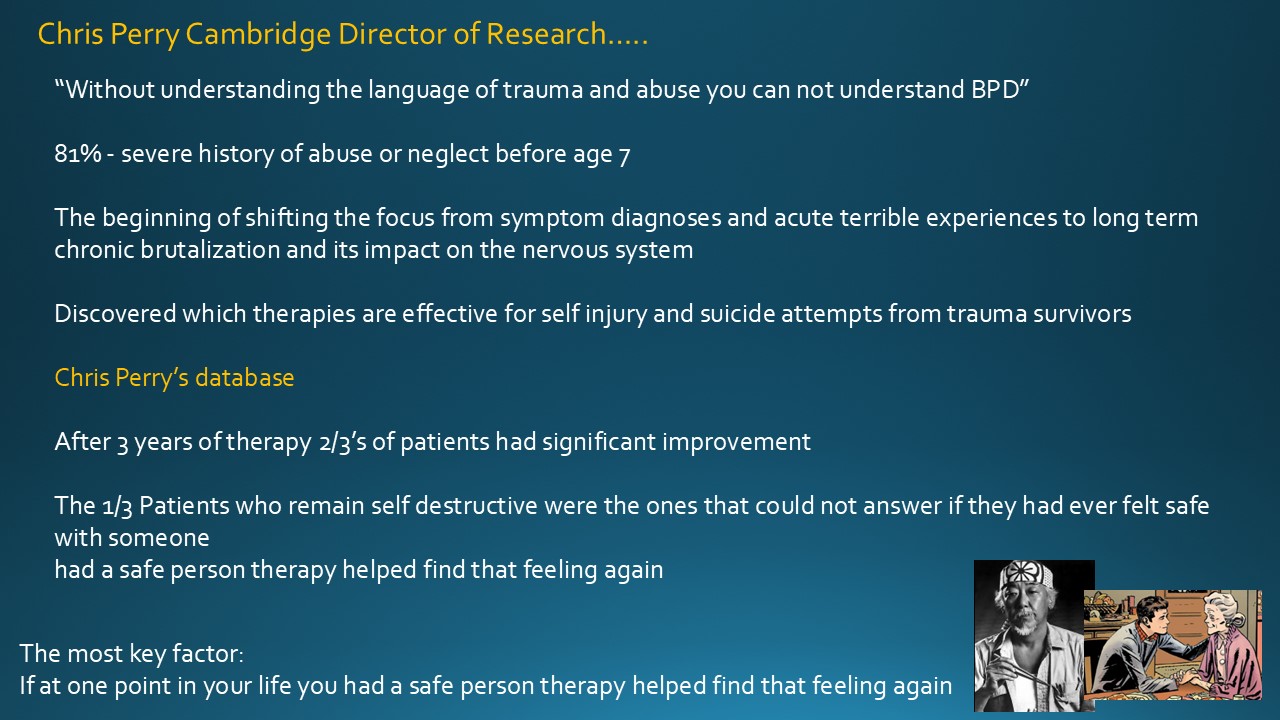 Chris Perry Cambridge Director of Research.....
“Without understanding the language of trauma and abuse you can not understand BPD”
81% - severe history of abuse or neglect before age 7
The beginning of shifting the focus from symptom diagnoses and acute terrible experiences to long term
chronic brutalization and its impact on the nervous system
Discovered which therapies are effective for self injury and suicide attempts from trauma survivors
Chris Perry’s database
After 3 years of therapy 2/3’s of patients had significant improvement
The 1/3 Patients who remain self destructive were the ones that could not answer if they had ever felt safe
with someone
had a safe person therapy helped find that feeling again
The most key factor:
If at one point in your life you had a safe person therapy helped find that feeling again